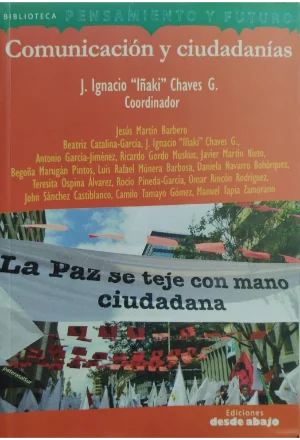 BIBLIOTECA PENSAMIENTO Y FUTURO
Comunicación y ciudadanías
J. Ignacio "Iñaki" Chaves G.
Coordinador
Jesús Martín Barbero
Beatriz Catalina-García, J. Ignacio "Iñaki" Chaves G.,
Antonio García-Jiménez, Ricardo Gordo Muskus, Javier Martín Nieto,
Begoña Marugán Pintos, Luis Rafael Múnera Barbosa, Daniela Navarro Bohórquez,
Teresita Ospina Álvarez, Rocío Pineda-García, Omar Rincón Rodríguez,
John Sánchez Castiblanco, Camilo Tamayo Gómez, Manuel Tapia Zamorano
La Paz se teje con mano
ciudadana
Ediciones
desde abajo